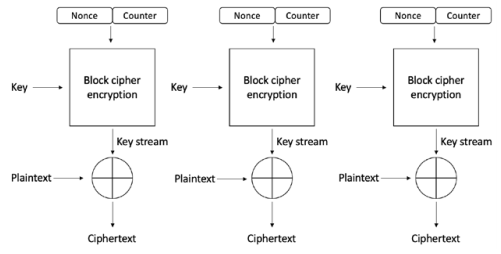 Nonce Counter Nonce Counter Nonce Counter
Block cipher encryption Block cipher encryption Block cipher encryption
Key Key Key
Key stream Key stream Key stream
Plaintext Plaintext Plaintext
Ciphertext Ciphertext Ciphertext